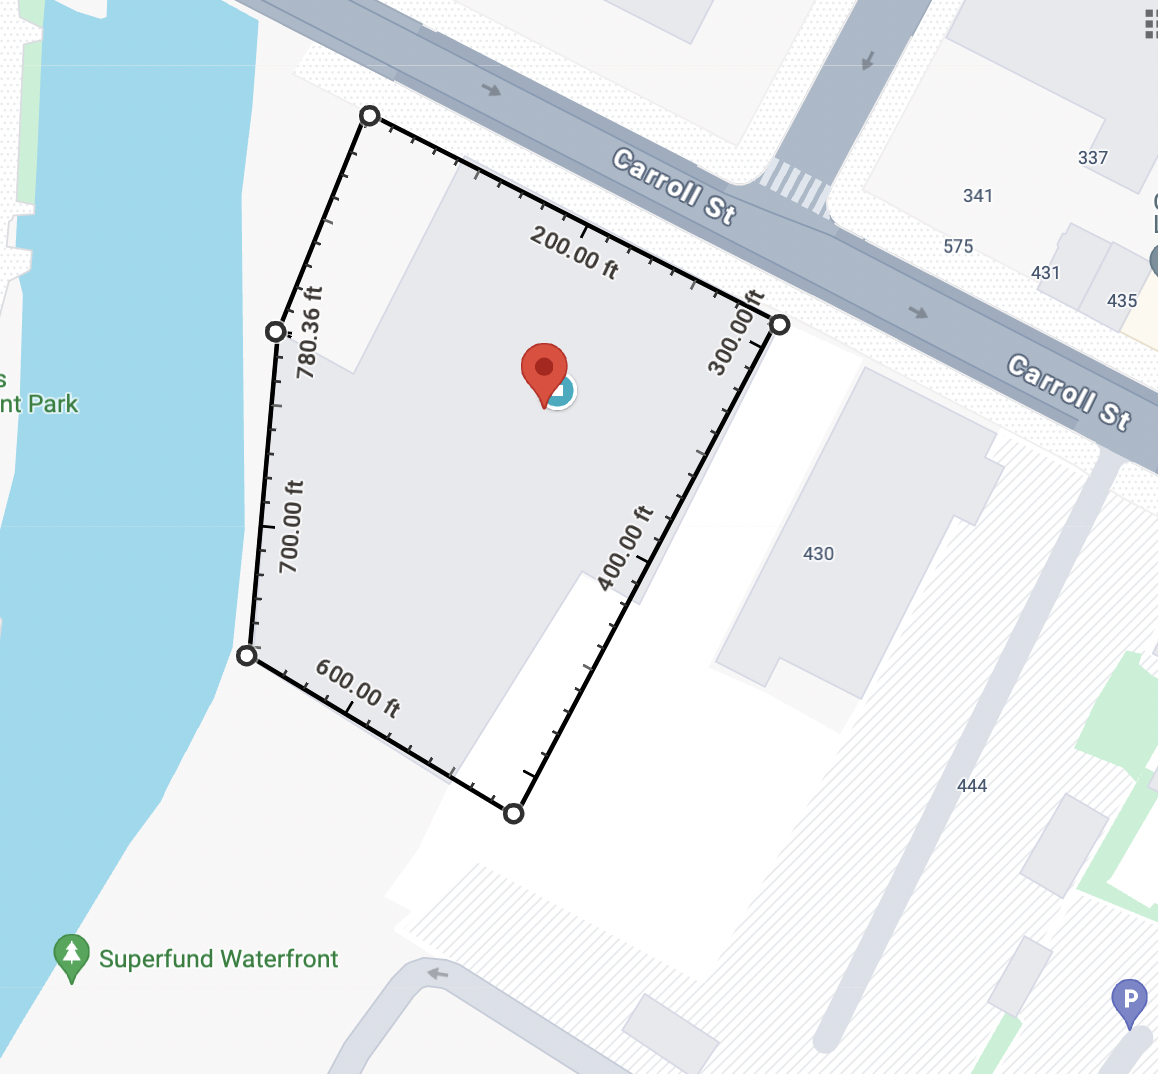 Carroll St
337
341
575
431
435
200.00 ft
300.00 ft
780.36 ft
nt Park
Carroll St
700.00 ft
400.00 ft
430
600.00 ft
444
Superfund Waterfront
P